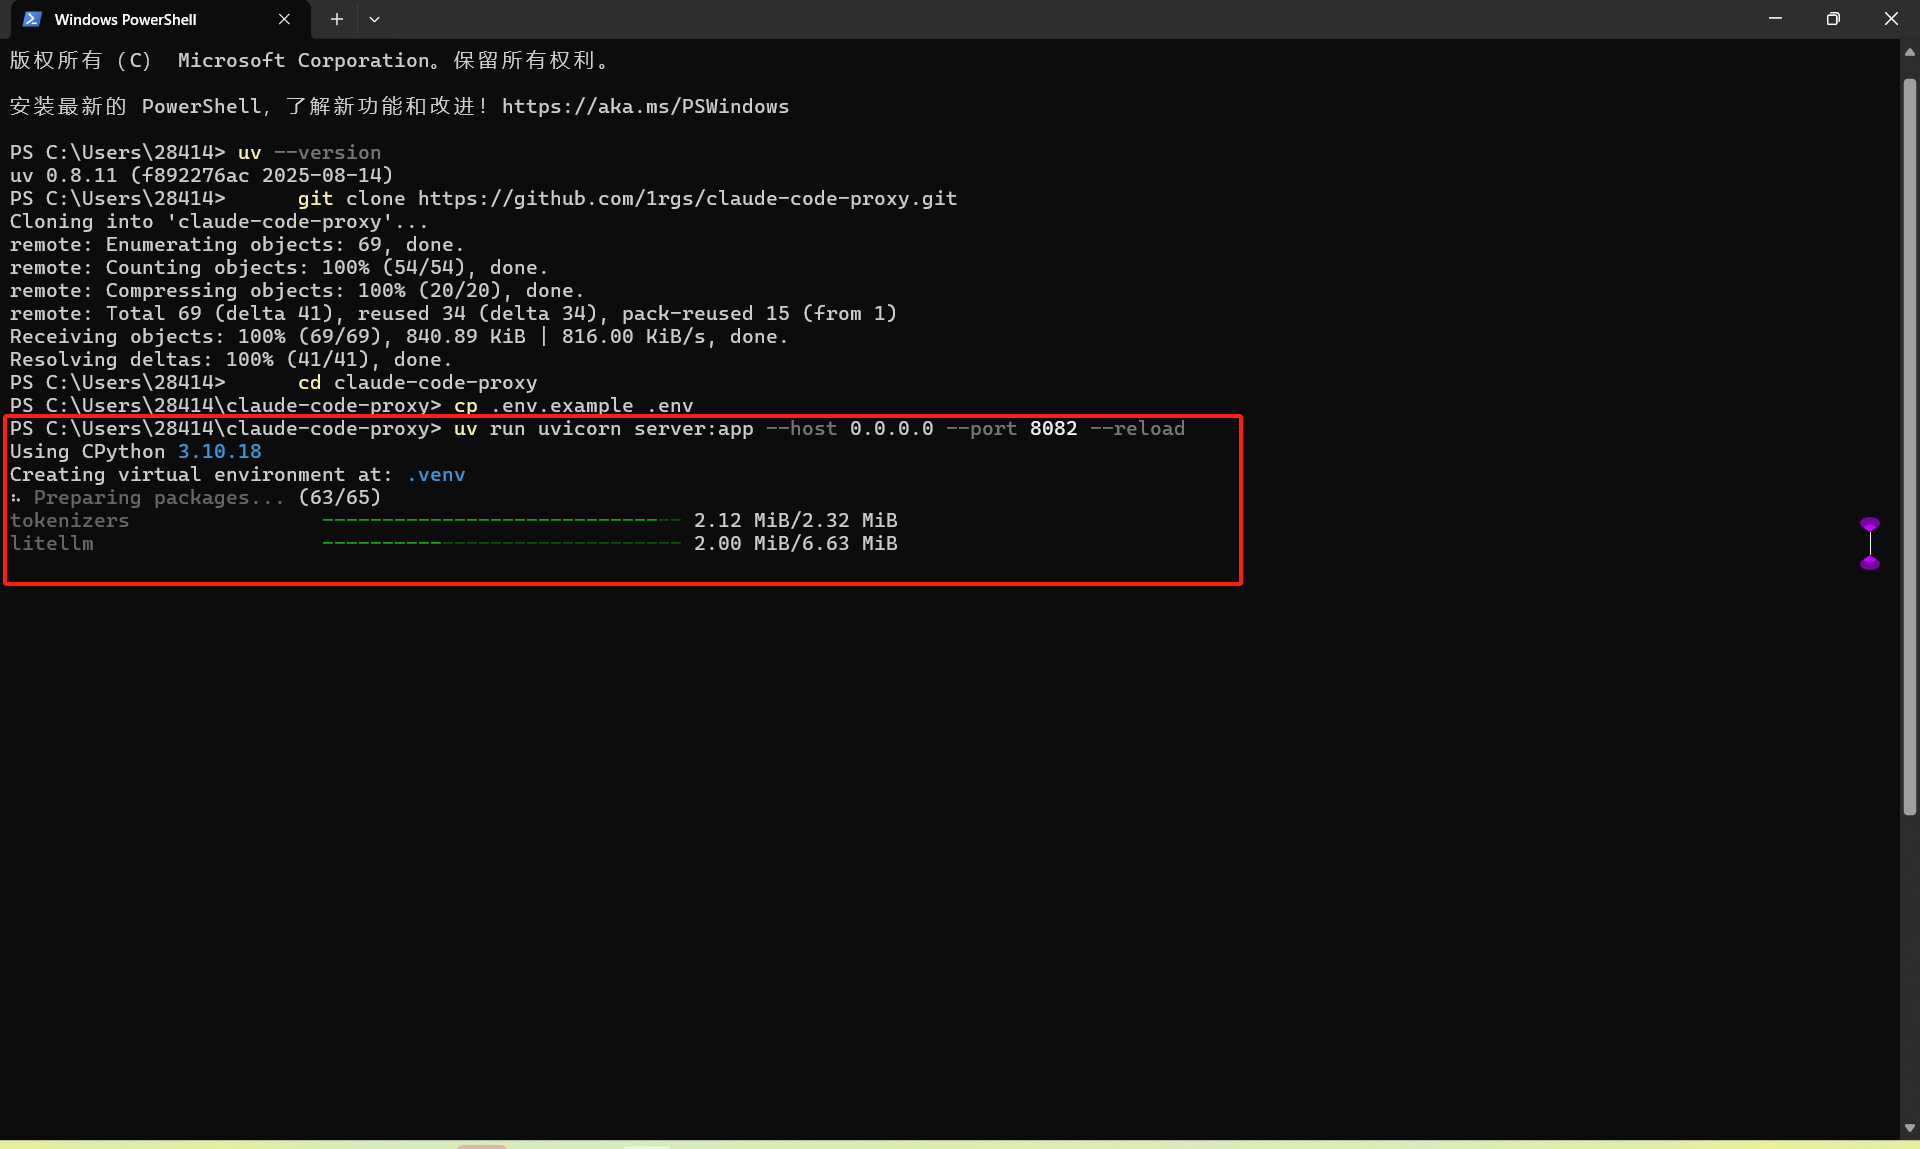 Windows PowerShell
版权所有 (C) Microsoft Corporation。保留所有权利。
安装最新的 PowerShell，了解新功能和改进！https://aka.ms/PSWindows
PS C:\Users\28414> uv --version
uv 0.8.11 (f892276ac 2025-08-14)
PS C:\Users\28414>      git clone https://github.com/1rgs/claude-code-proxy.git
Cloning into 'claude-code-proxy'...
remote: Enumerating objects: 69, done.
remote: Counting objects: 100% (54/54), done.
remote: Compressing objects: 100% (20/20), done.
remote: Total 69 (delta 41), reused 34 (delta 34), pack-reused 15 (from 1)
Receiving objects: 100% (69/69), 840.89 KiB | 816.00 KiB/s, done.
Resolving deltas: 100% (41/41), done.
PS C:\Users\28414>      cd claude-code-proxy
PS C:\Users\28414\claude-code-proxy> cp .env.example .env
PS C:\Users\28414\claude-code-proxy> uv run uvicorn server:app --host 0.0.0.0 --port 8082 --reload
Using CPython 3.10.18
Creating virtual environment at: .venv
Preparing packages... (63/65)
tokenizers 2.12 MiB/2.32 MiB
litellm 2.00 MiB/6.63 MiB